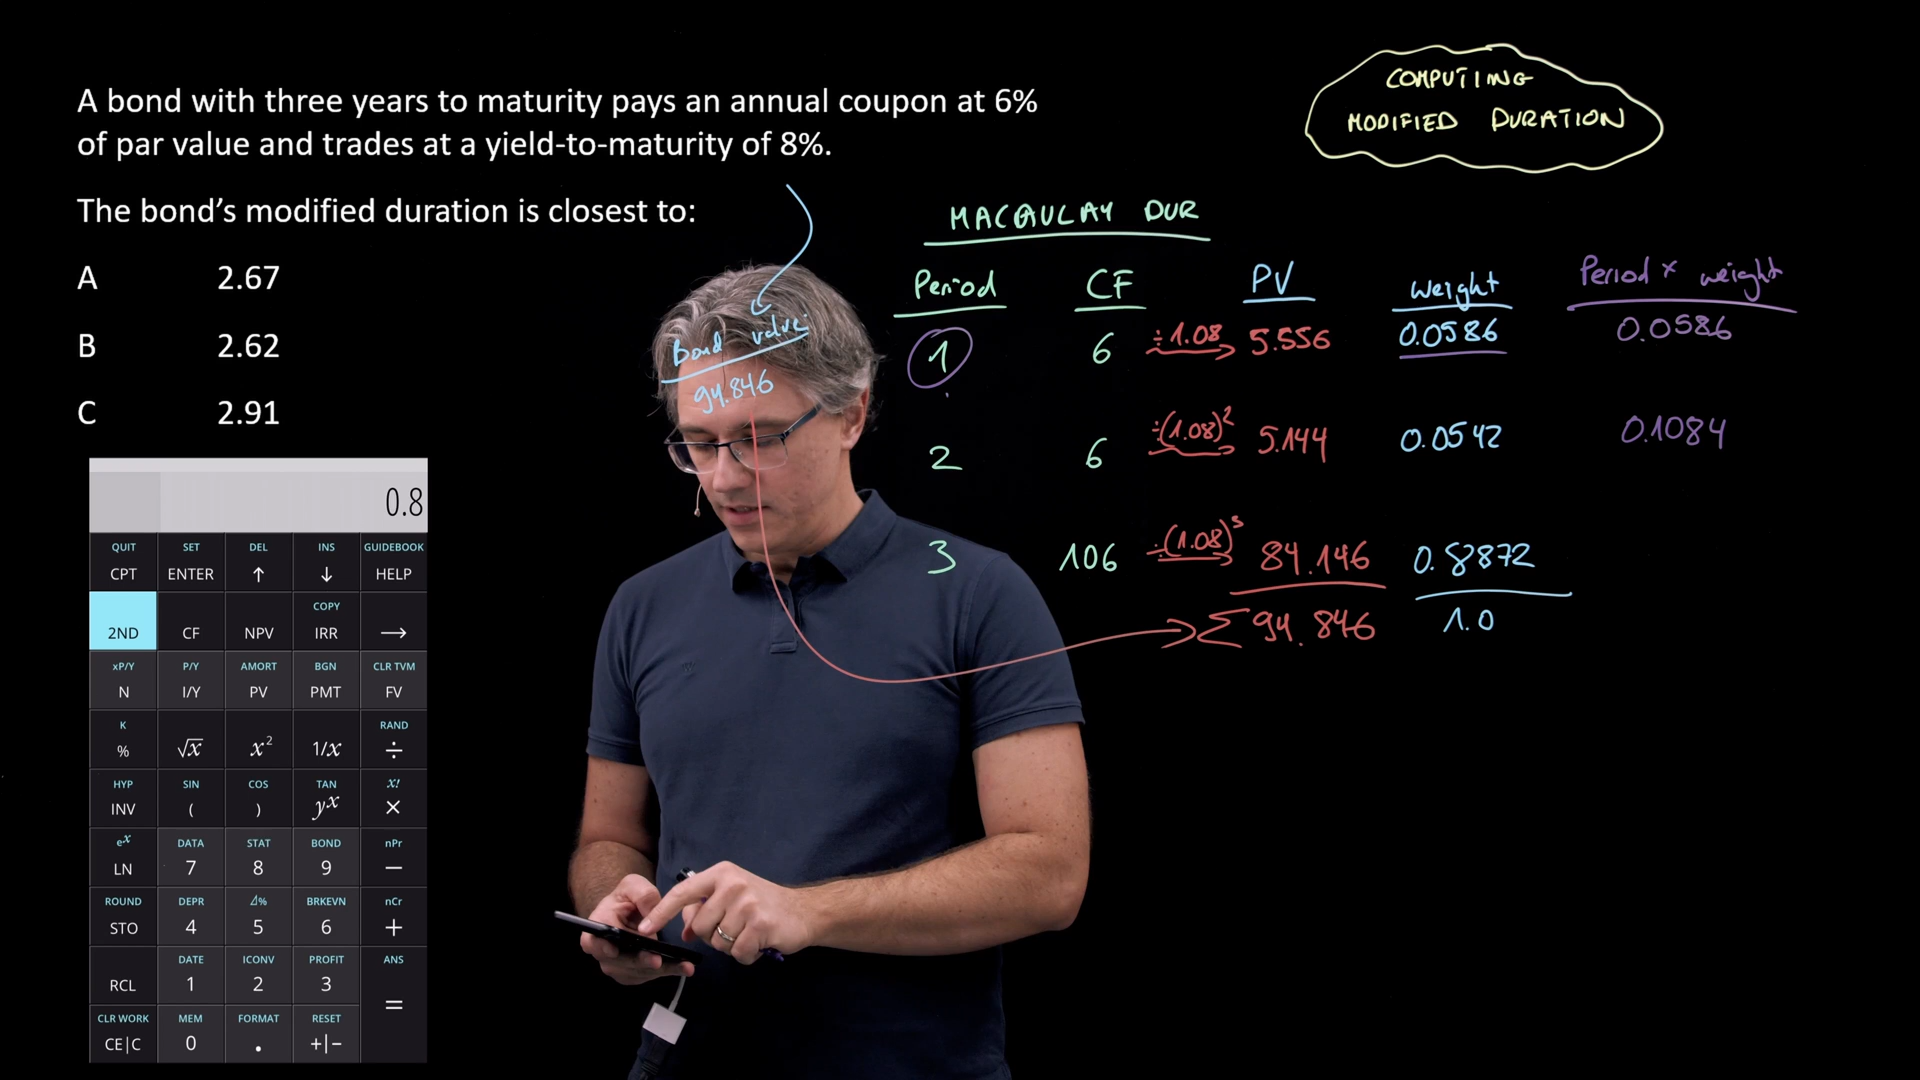 A bond with three years to maturity pays an annual coupon at 6%
of par value and trades at a yield-to-maturity of 8%.
The bond's modified duration is closest to:
A 2.67
B 2.62
C 2.91
COMPUTING
MODIFIED DURATION
MACAULAY DUR
Period CF PV weight Period x weight
1 6 ÷1.08 5.556 0.0586 0.0586
2 6 ÷(1.08)² 5.144 0.0542 0.1084
3 106 ÷(1.08)³ 84.146 0.8872
Σ 94.846 1.0
Bond value:
94.846
0.8
QUIT SET DEL INS GUIDEBOOK
CPT ENTER ↑ ↓ HELP
COPY
2ND CF NPV IRR →
xP/Y P/Y AMORT BGN CLR TVM
N I/Y PV PMT FV
K RAND
% √x x² 1/x ÷
HYP SIN COS TAN x!
INV ( ) yˣ ×
eˣ DATA STAT BOND nPr
LN 7 8 9 −
ROUND DEPR Δ% BRKEVN nCr
STO 4 5 6 +
DATE ICONV PROFIT ANS
RCL 1 2 3 =
CLR WORK MEM FORMAT RESET
CE|C 0 . +|−